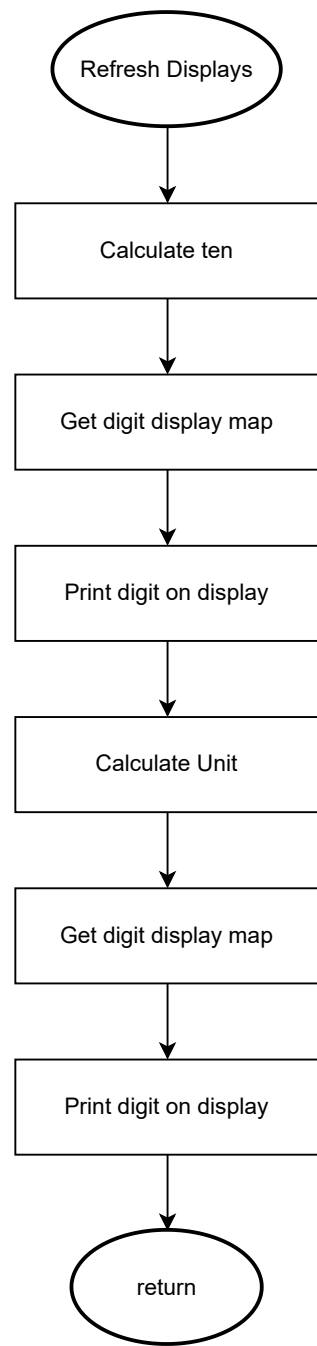 Refresh Displays
Calculate ten
Get digit display map
Print digit on display
Calculate Unit
Get digit display map
Print digit on display
return